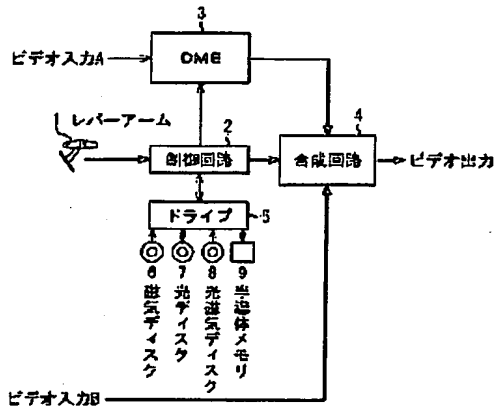 3
ビデオ入力A
DME
1
レバーアーム
2
制御回路
4
合成回路
ビデオ出力
ドライブ
5
6
磁気ディスク
7
光ディスク
8
光磁気ディスク
9
半導体メモリ
ビデオ入力B